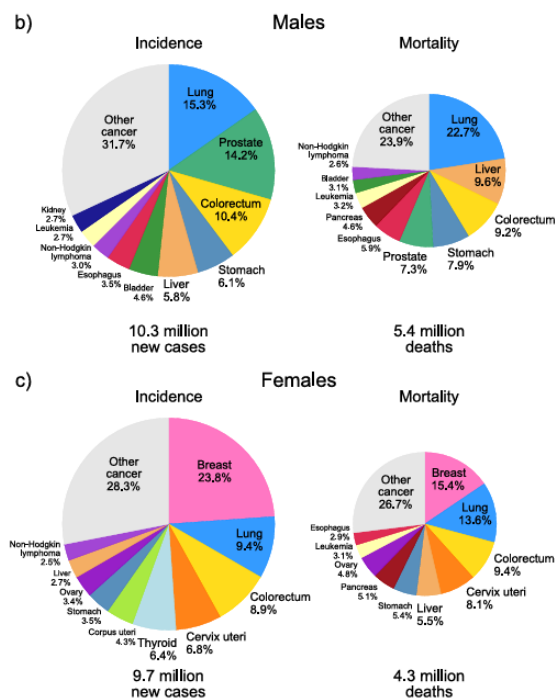 b)
Males
Incidence
Mortality
Lung
15.3%
Prostate
14.2%
Colorectum
10.4%
Stomach
6.1%
Liver
5.8%
Bladder
4.6%
Esophagus
3.5%
Non-Hodgkin
lymphoma
3.0%
Leukemia
2.7%
Kidney
2.7%
Other
cancer
31.7%
10.3 million
new cases
Lung
22.7%
Liver
9.6%
Colorectum
9.2%
Stomach
7.9%
Prostate
7.3%
Esophagus
5.9%
Pancreas
4.6%
Leukemia
3.2%
Bladder
3.1%
Non-Hodgkin
lymphoma
2.6%
Other
cancer
23.9%
5.4 million
deaths
c)
Females
Incidence
Mortality
Breast
23.8%
Lung
9.4%
Colorectum
8.9%
Cervix uteri
6.8%
Thyroid
6.4%
Corpus uteri
4.3%
Stomach
3.5%
Ovary
3.4%
Liver
2.7%
Non-Hodgkin
lymphoma
2.5%
Other
cancer
28.3%
9.7 million
new cases
Breast
15.4%
Lung
13.6%
Colorectum
9.4%
Cervix uteri
8.1%
Liver
5.5%
Stomach
5.4%
Pancreas
5.1%
Ovary
4.8%
Leukemia
3.1%
Esophagus
2.9%
Other
cancer
26.7%
4.3 million
deaths